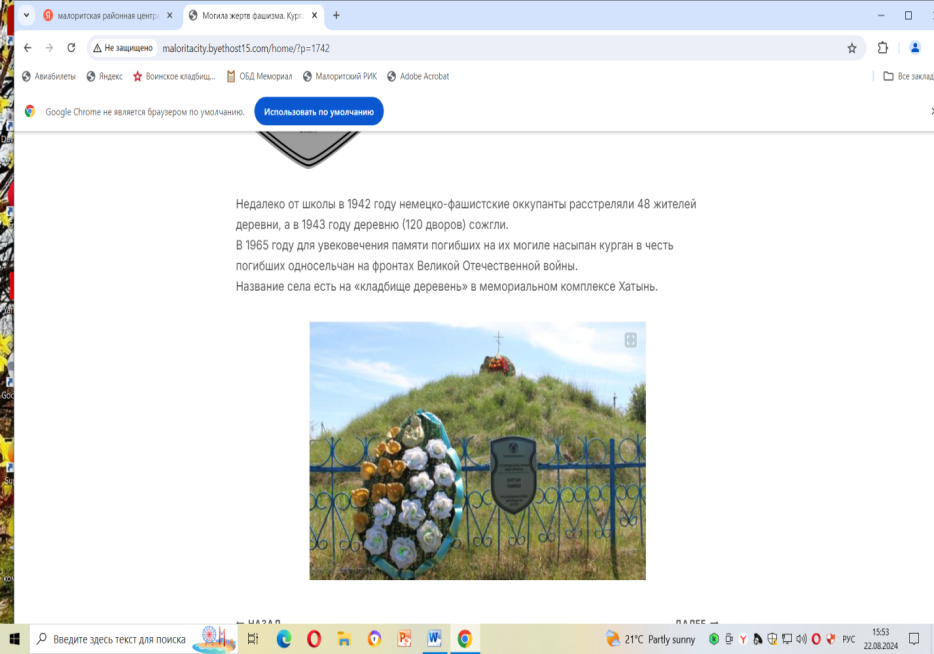 малоритская районная центр
Могила жертв фашизма. Курга
Не защищено
maloritacity.byethost15.com/home/?p=1742
Авиабилеты
Яндекс
Воинское кладбищ...
ОБД Мемориал
Малоритский РИК
Adobe Acrobat
Все заклад
Google Chrome не является браузером по умолчанию.
Использовать по умолчанию
Недалеко от школы в 1942 году немецко-фашистские оккупанты расстреляли 48 жителей
деревни, а в 1943 году деревню (120 дворов) сожгли.
В 1965 году для увековечения памяти погибших на их могиле насыпан курган в честь
погибших односельчан на фронтах Великой Отечественной войны.
Название села есть на «кладбище деревень» в мемориальном комплексе Хатынь.
← НАЗАД
ДАЛЕЕ →
Введите здесь текст для поиска
21°C Partly sunny
РУС
15:53
22.08.2024